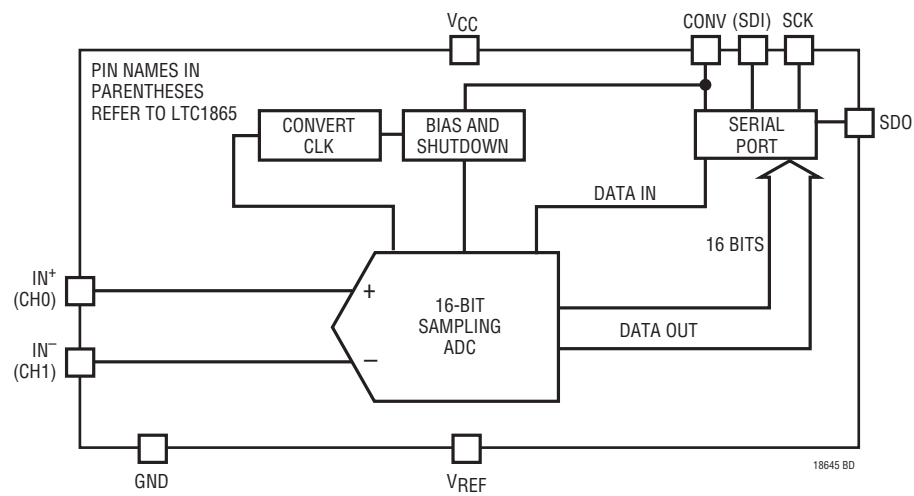 VCC
CONV (SDI) SCK
PIN NAMES IN
PARENTHESES
REFER TO LTC1865
CONVERT
CLK
BIAS AND
SHUTDOWN
SERIAL
PORT
SDO
DATA IN
16 BITS
IN+
(CH0)
+
16-BIT
SAMPLING
ADC
DATA OUT
IN–
(CH1)
–
GND
VREF
18645 BD